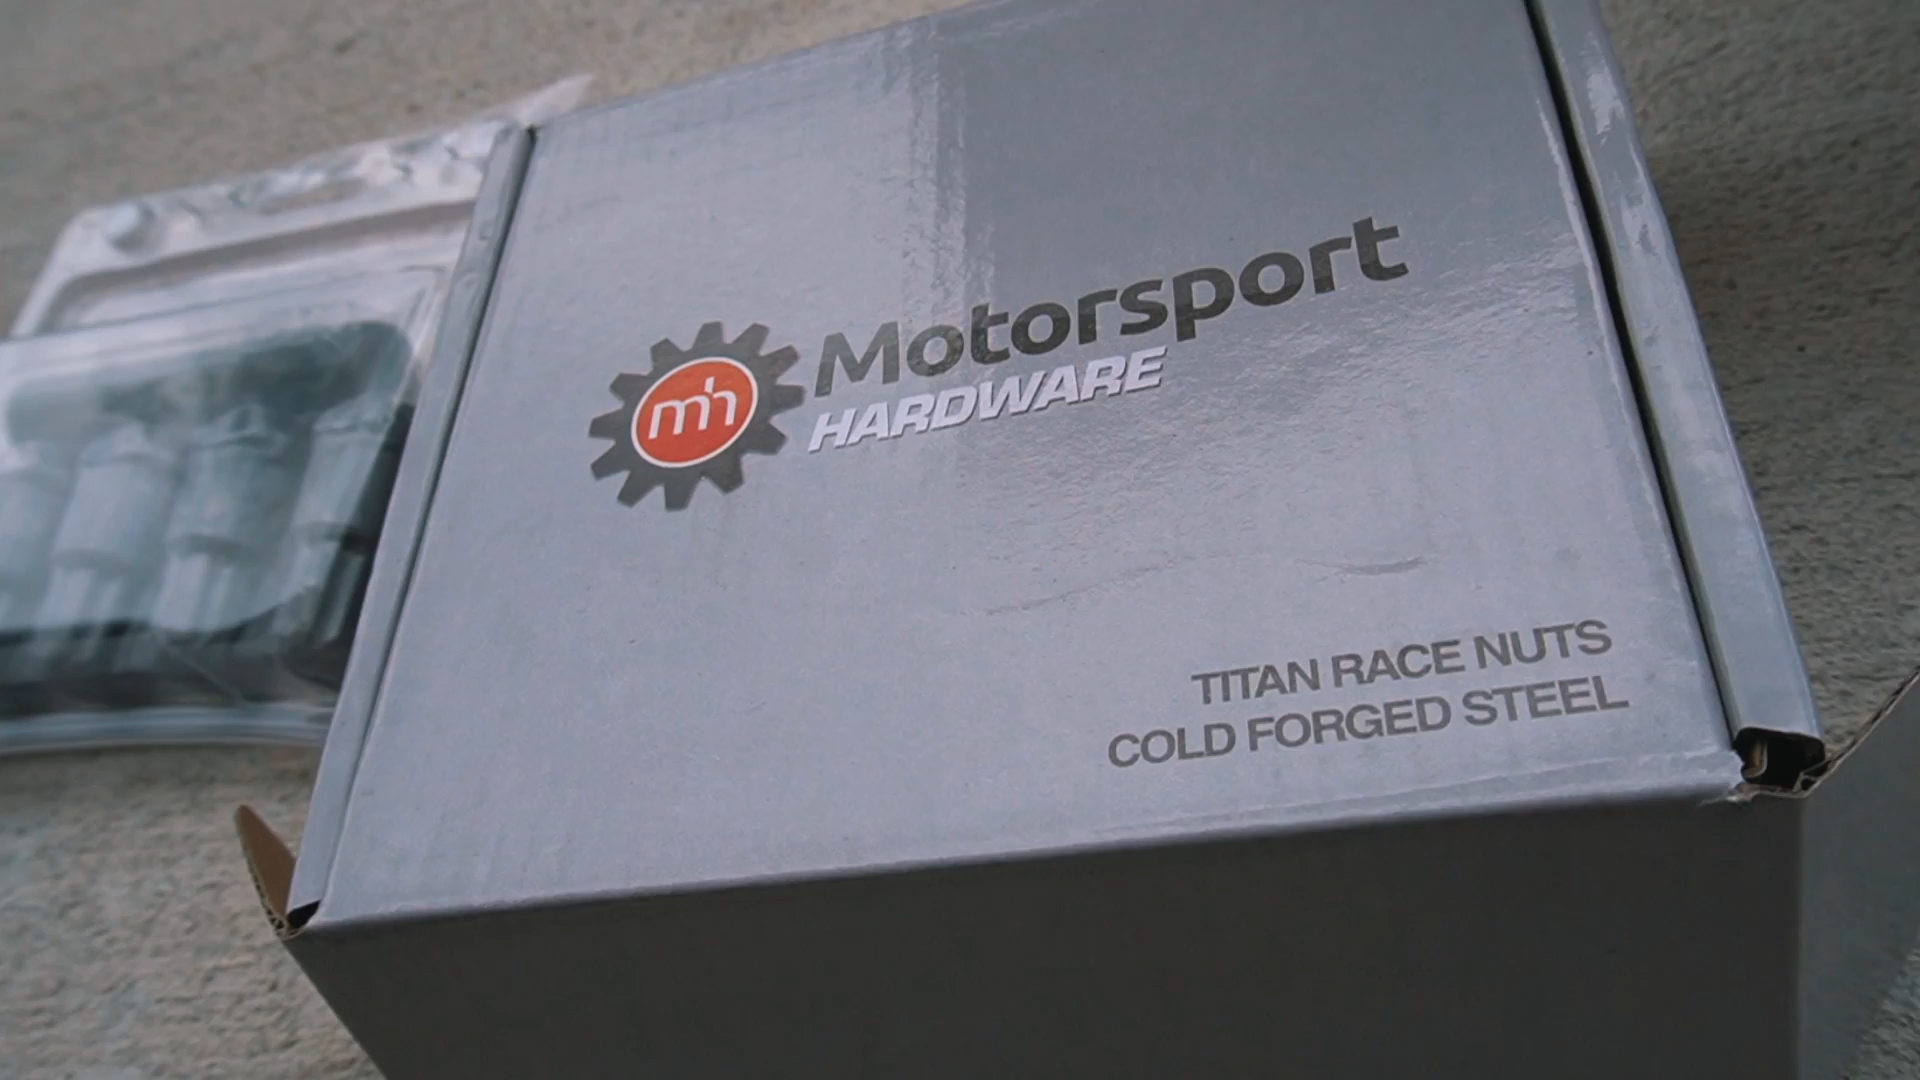 mh
Motorsport
HARDWARE
TITAN RACE NUTS
COLD FORGED STEEL